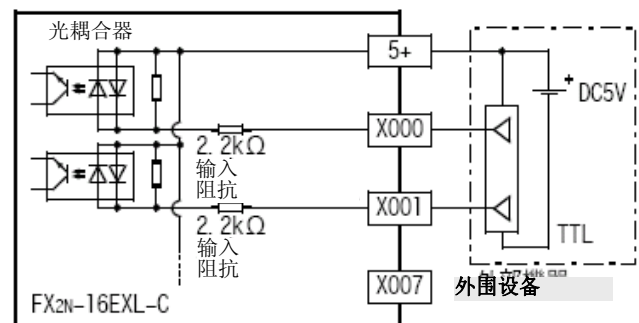 光耦合器
5+
DC5V
X000
2. 2kΩ
输入
阻抗
X001
2. 2kΩ
输入
阻抗
TTL
X007
外围设备
FX2N-16EXL-C